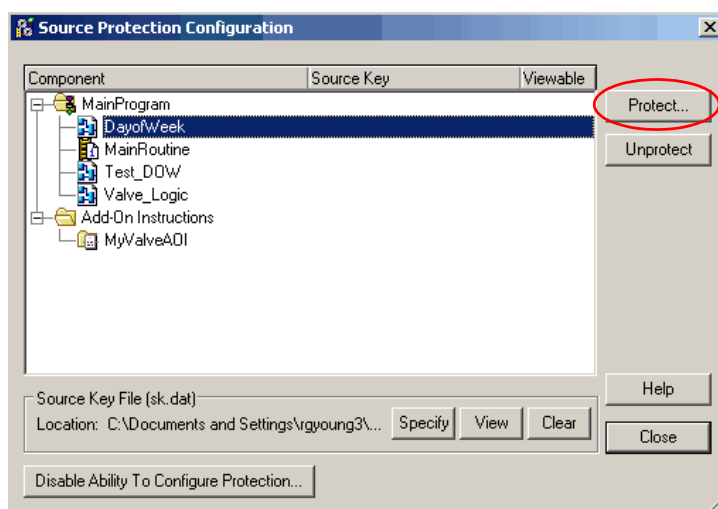 Source Protection Configuration
Component Source Key Viewable
MainProgram
DayofWeek
MainRoutine
Test_DOW
Valve_Logic
Add-On Instructions
MyValveAOI
Protect...
Unprotect
Help
Close
Source Key File (sk.dat)
Location: C:\Documents and Settings\rgyoung3\... Specify View Clear
Disable Ability To Configure Protection...